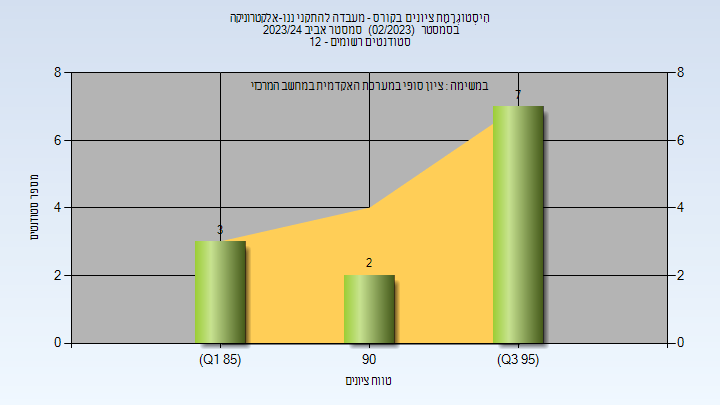 הִיסְטוֹגְרָמַת ציונים בקורס - מעבדה להתקני ננו-אלקטרוניקה
בסמסטר (02/2023) סמסטר אביב 2023/24
סטודנטים רשומים - 12
במשימה : ציון סופי במערכת האקדמית במחשב המרכזי
8 8
7
6 6
4 4
3
2
2 2
0 0
מספר סטודנטים
(Q1 85) 90 (Q3 95)
טווח ציונים